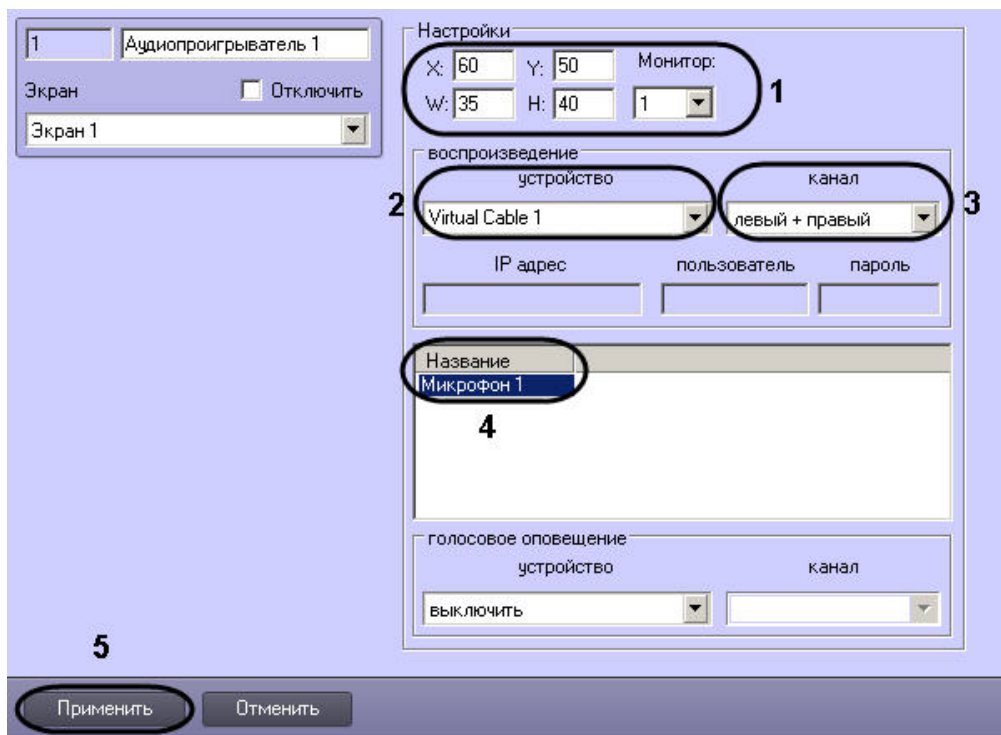 1 Аудиопроигрыватель 1
Экран Отключить
Экран 1
Настройки
X: 60 Y: 50 Монитор:
W: 35 H: 40 1
1
воспроизведение
устройство канал
2 Virtual Cable 1 левый + правый 3
IP адрес пользователь пароль
Название
Микрофон 1
4
голосовое оповещение
устройство канал
выключить
5
Применить Отменить